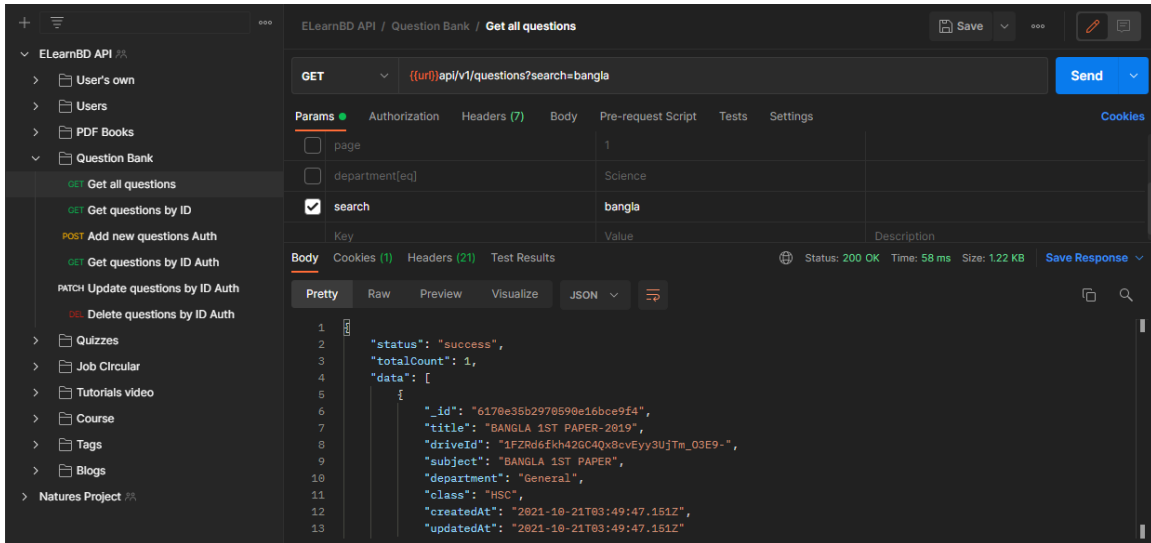 ELearnBD API / Question Bank / Get all questions
Save
ELearnBD API
User's own
Users
PDF Books
Question Bank
GET Get all questions
GET Get questions by ID
POST Add new questions Auth
GET Get questions by ID Auth
PATCH Update questions by ID Auth
DEL Delete questions by ID Auth
Quizzes
Job CIrcular
Tutorials video
Course
Tags
Blogs
Natures Project
GET {{url}}api/v1/questions?search=bangla Send
Params Authorization Headers (7) Body Pre-request Script Tests Settings Cookies
page 1
department[eq] Science
search bangla
Key Value Description
Body Cookies (1) Headers (21) Test Results Status: 200 OK Time: 58 ms Size: 1.22 KB Save Response
Pretty Raw Preview Visualize JSON
1 {
2 "status": "success",
3 "totalCount": 1,
4 "data": [
5 {
6 "_id": "6170e35b2970590e16bce9f4",
7 "title": "BANGLA 1ST PAPER-2019",
8 "driveId": "1FZRd6fkh42GC4Qx8cvEyy3UjTm_O3E9-",
9 "subject": "BANGLA 1ST PAPER",
10 "department": "General",
11 "class": "HSC",
12 "createdAt": "2021-10-21T03:49:47.151Z",
13 "updatedAt": "2021-10-21T03:49:47.151Z"